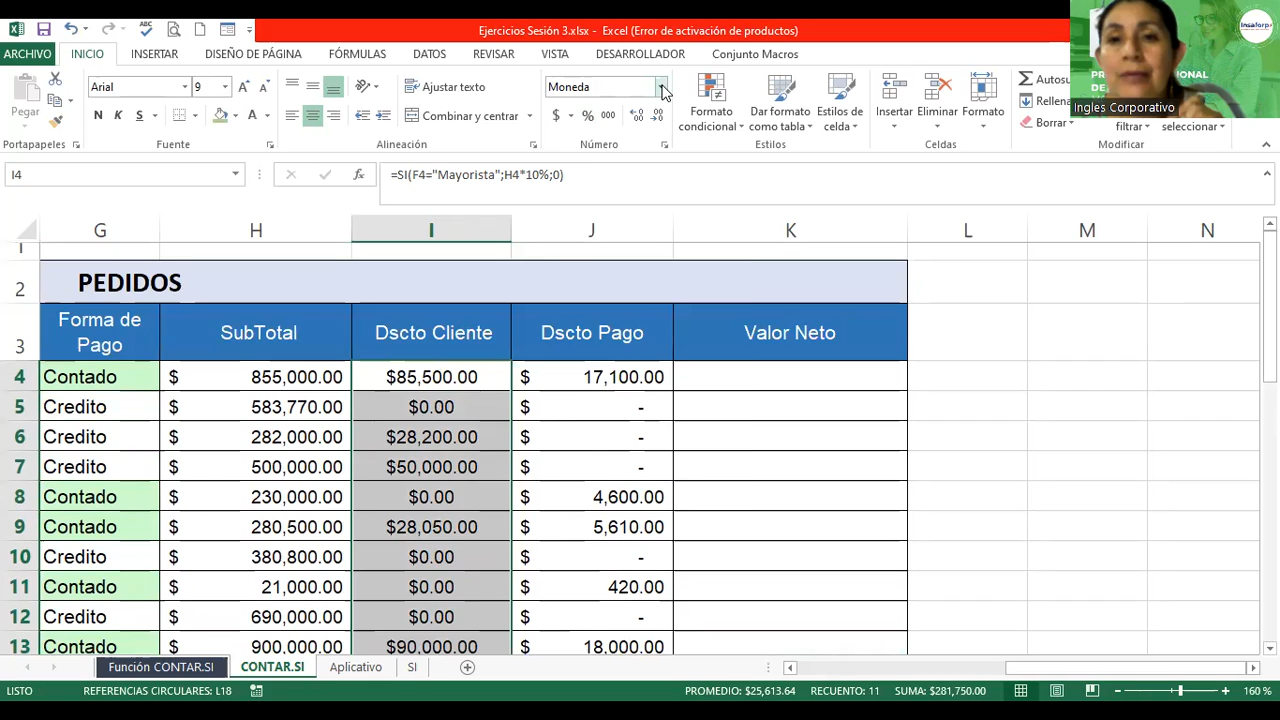 Ejercicios Sesión 3.xlsx - Excel (Error de activación de productos)
ARCHIVO INICIO INSERTAR DISEÑO DE PÁGINA FÓRMULAS DATOS REVISAR VISTA DESARROLLADOR Conjunto Macros
Insaforp
Arial 9 Ajustar texto Moneda
Pegar N K S Combinar y centrar $ % 000
Formato condicional Dar formato como tabla Estilos de celda Insertar Eliminar Formato
Autosu
Rellena
Borrar
filtrar seleccionar
Ingles Corporativo
Portapapeles Fuente Alineación Número Estilos Celdas Modificar
I4 fx =SI(F4="Mayorista";H4*10%;0)
G H I J K L M N
2 PEDIDOS
3 Forma de Pago SubTotal Dscto Cliente Dscto Pago Valor Neto
4 Contado $ 855,000.00 $85,500.00 $ 17,100.00
5 Credito $ 583,770.00 $0.00 $ -
6 Credito $ 282,000.00 $28,200.00 $ -
7 Credito $ 500,000.00 $50,000.00 $ -
8 Contado $ 230,000.00 $0.00 $ 4,600.00
9 Contado $ 280,500.00 $28,050.00 $ 5,610.00
10 Credito $ 380,800.00 $0.00 $ -
11 Contado $ 21,000.00 $0.00 $ 420.00
12 Credito $ 690,000.00 $0.00 $ -
13 Contado $ 900,000.00 $90,000.00 $ 18,000.00
Función CONTAR.SI CONTAR.SI Aplicativo SI
LISTO REFERENCIAS CIRCULARES: L18 PROMEDIO: $25,613.64 RECUENTO: 11 SUMA: $281,750.00 160 %